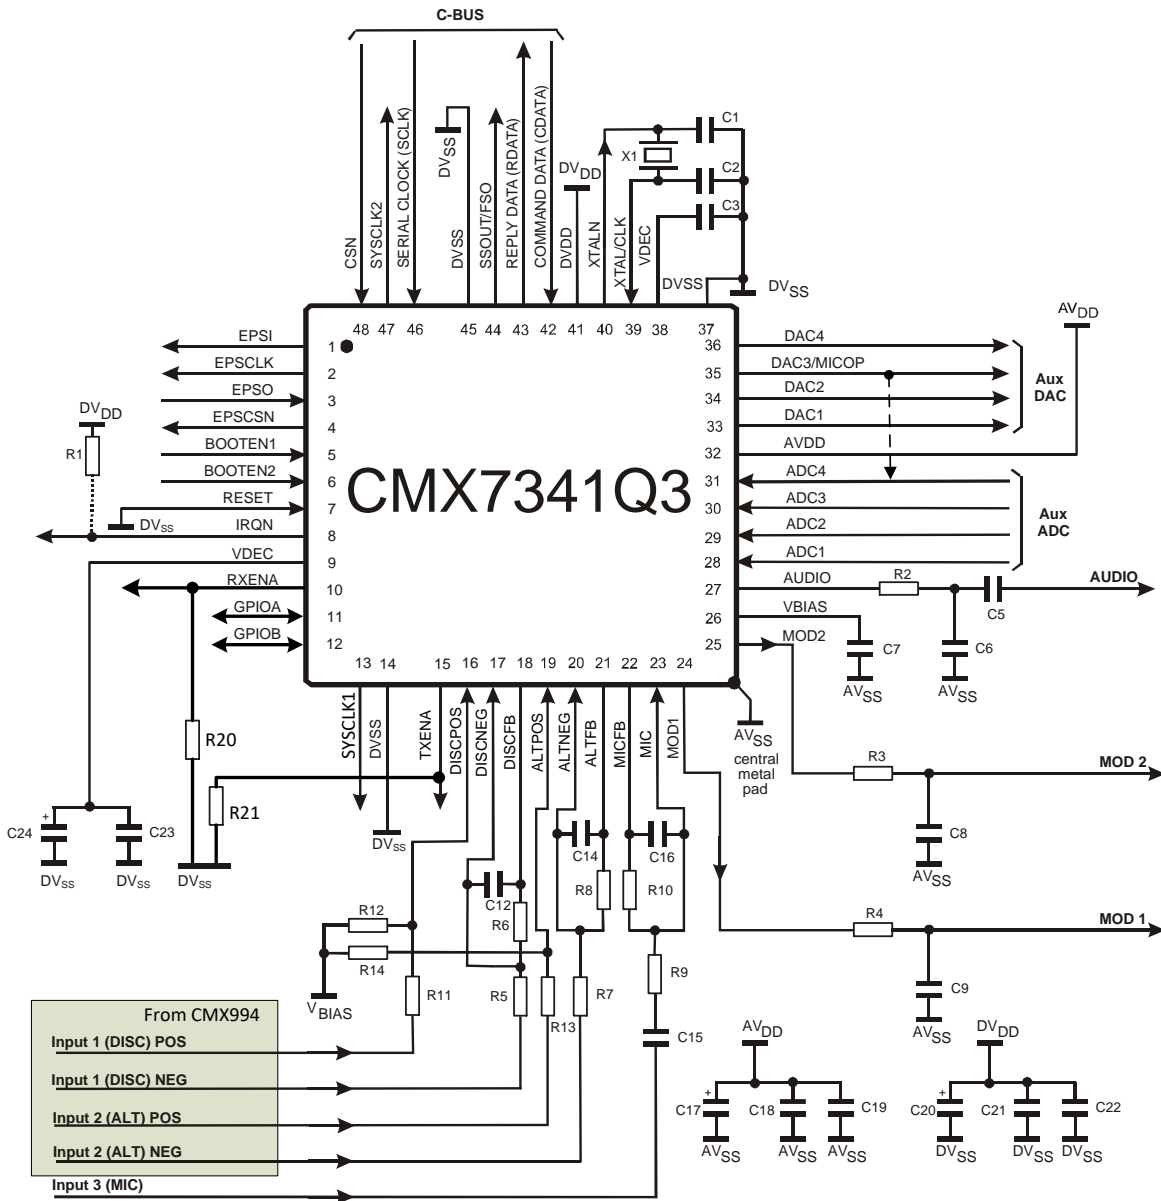 C-BUS
CSN
SYSCLK2
SERIAL CLOCK (SCLK)
DVSS
DVSS
SSOUT/FSO
REPLY DATA (RDATA)
COMMAND DATA (CDATA)
DVDD
DVDD
XTALN
XTAL/CLK
VDEC
DVSS
X1
C1
C2
C3
DVSS
48 47 46 45 44 43 42 41 40 39 38 37
EPSI 1
EPSCLK 2
EPSO 3
EPSCSN 4
BOOTEN1 5
BOOTEN2 6
RESET 7
IRQN 8
VDEC 9
RXENA 10
GPIOA 11
GPIOB 12
DVDD
R1
DVSS
CMX7341Q3
36 DAC4
35 DAC3/MICOP
34 DAC2
33 DAC1
32 AVDD
31 ADC4
30 ADC3
29 ADC2
28 ADC1
27 AUDIO
26 VBIAS
25 MOD2
AVDD
Aux
DAC
Aux
ADC
R2
C5
AUDIO
C7
C6
AVSS
AVSS
13 14 15 16 17 18 19 20 21 22 23 24
SYSCLK1
DVSS
TXENA
DISCPOS
DISCNEG
DISCFB
ALTPOS
ALTNEG
ALTFB
MICFB
MIC
MOD1
AVSS
central
metal
pad
R20
R21
C24
+
C23
DVSS
DVSS
DVSS
DVSS
R3
MOD 2
C8
AVSS
C14
C16
C12
R8
R10
R6
R12
R14
R4
MOD 1
R9
R11
R5
R13
R7
VBIAS
C15
C9
AVSS
From CMX994
Input 1 (DISC) POS
Input 1 (DISC) NEG
Input 2 (ALT) POS
Input 2 (ALT) NEG
Input 3 (MIC)
AVDD
+
C17
C18
C19
AVSS
AVSS
AVSS
DVDD
+
C20
C21
C22
DVSS
DVSS
DVSS